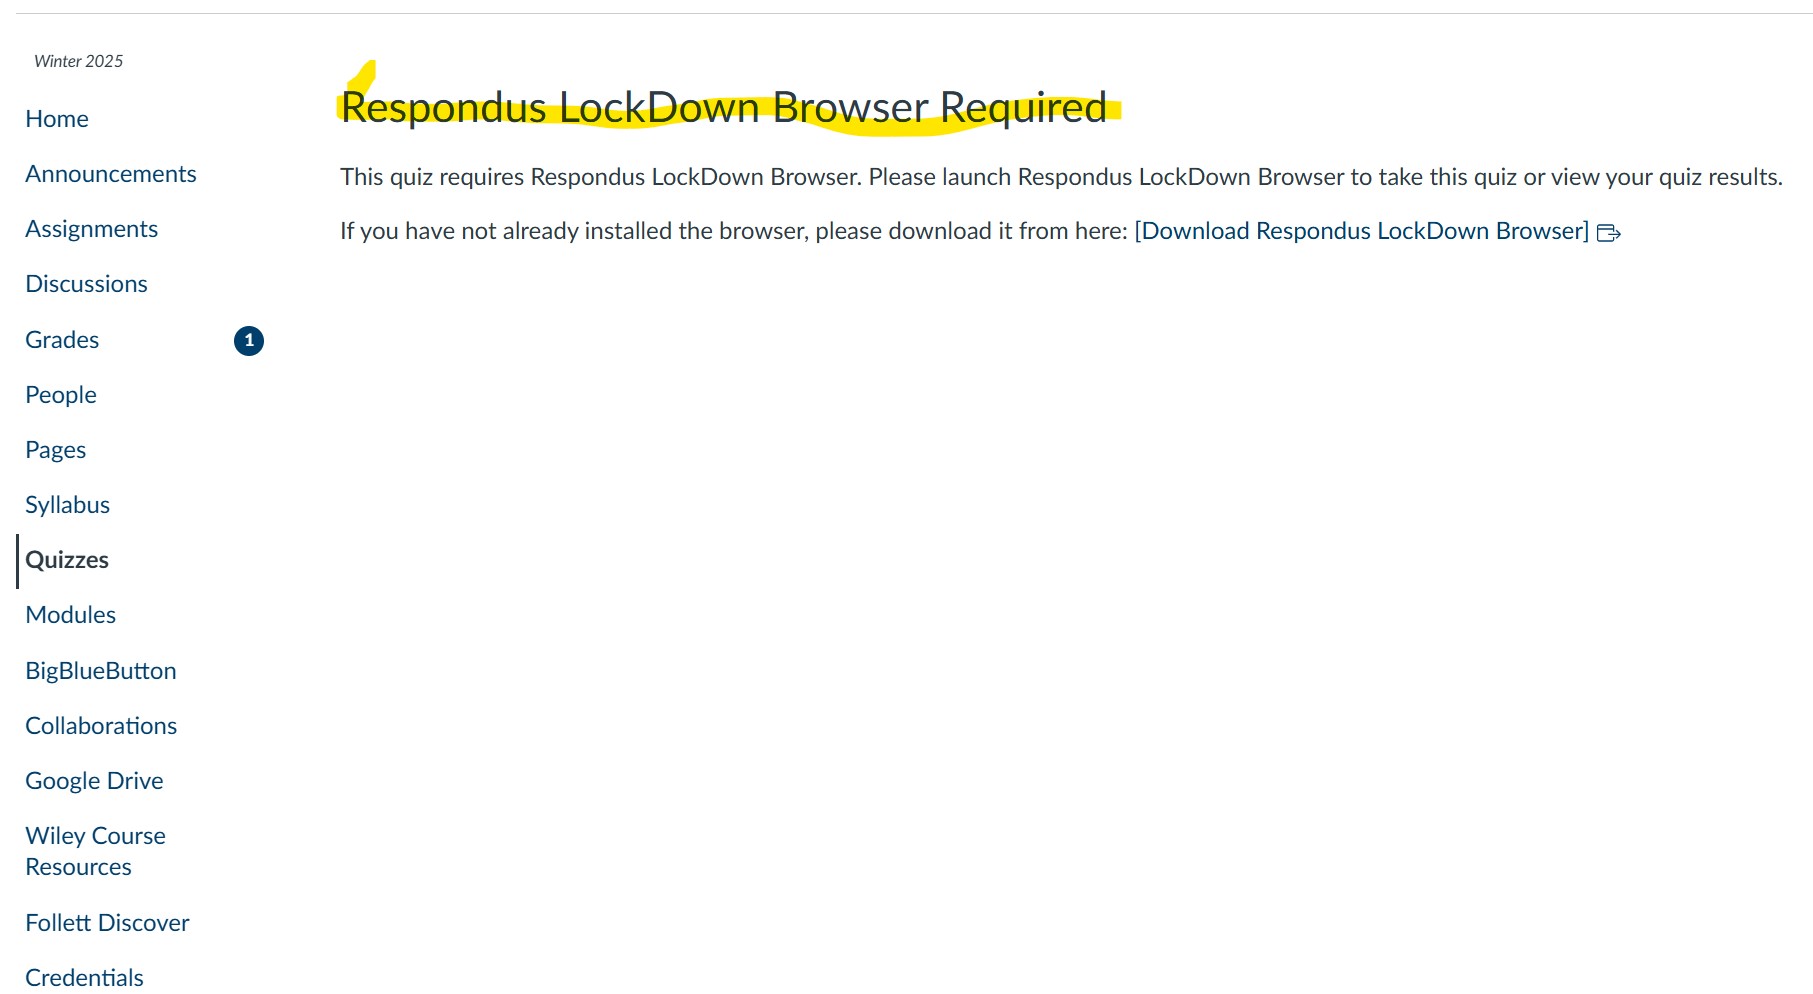 Winter 2025
Home
Announcements
Assignments
Discussions
Grades 1
People
Pages
Syllabus
Quizzes
Modules
BigBlueButton
Collaborations
Google Drive
Wiley Course
Resources
Follett Discover
Credentials
Respondus LockDown Browser Required
This quiz requires Respondus LockDown Browser. Please launch Respondus LockDown Browser to take this quiz or view your quiz results.
If you have not already installed the browser, please download it from here: [Download Respondus LockDown Browser]